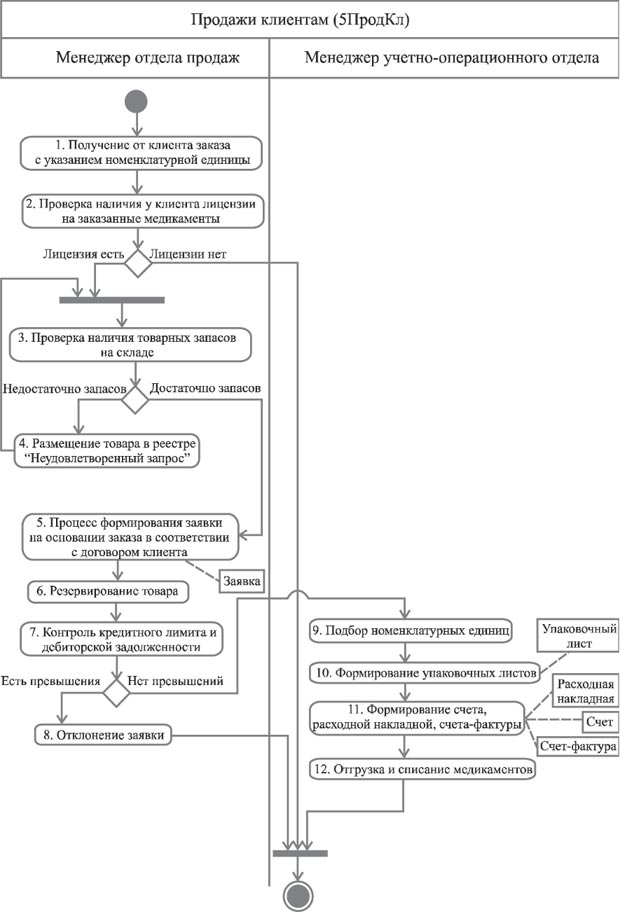 Продажи клиентам (5ПродКл)
Менеджер отдела продаж
Менеджер учетно-операционного отдела
1. Получение от клиента заказа
с указанием номенклатурной единицы
2. Проверка наличия у клиента лицензии
на заказанные медикаменты
Лицензия есть
Лицензии нет
3. Проверка наличия товарных запасов
на складе
Недостаточно запасов
Достаточно запасов
4. Размещение товара в реестре
“Неудовлетворенный запрос”
5. Процесс формирования заявки
на основании заказа в соответствии
с договором клиента
Заявка
6. Резервирование товара
7. Контроль кредитного лимита и
дебиторской задолженности
Есть превышения
Нет превышений
8. Отклонение заявки
9. Подбор номенклатурных единиц
Упаковочный
лист
10. Формирование упаковочных листов
Расходная
накладная
11. Формирование счета,
расходной накладной, счета-фактуры
Счет
Счет-фактура
12. Отгрузка и списание медикаментов